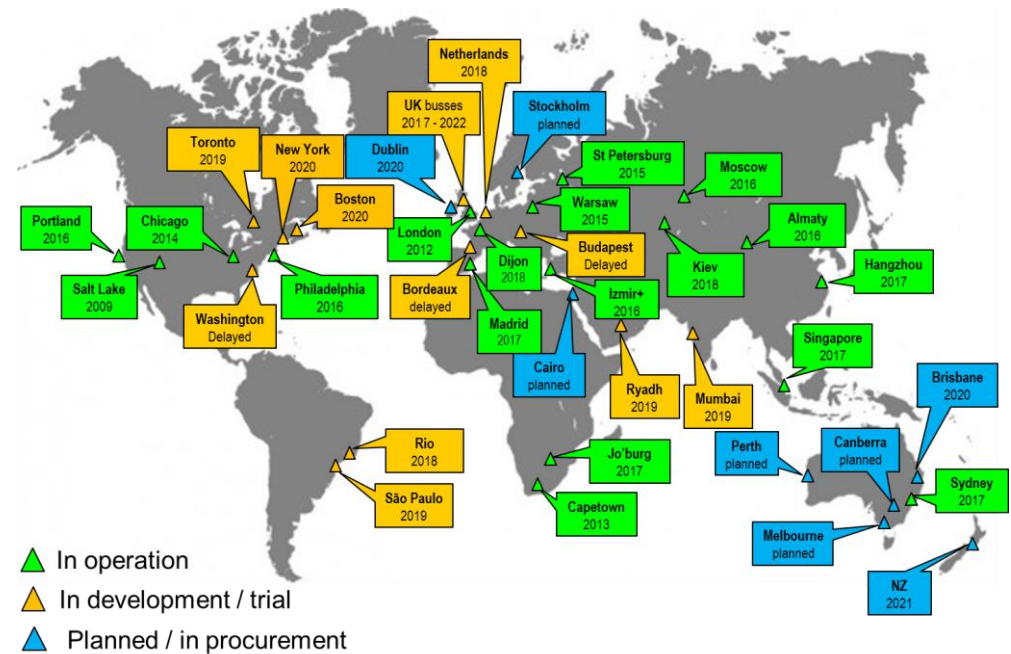 Netherlands
2018
UK busses
2017 - 2022
Stockholm
planned
Toronto
2019
New York
2020
Dublin
2020
St Petersburg
2015
Moscow
2016
Boston
2020
Warsaw
2015
Portland
2016
Chicago
2014
London
2012
Almaty
2016
Budapest
Delayed
Dijon
2018
Kiev
2018
Hangzhou
2017
Salt Lake
2009
Philadelphia
2016
Bordeaux
delayed
Izmir+
2016
Washington
Delayed
Madrid
2017
Singapore
2017
Cairo
planned
Ryadh
2019
Mumbai
2019
Brisbane
2020
Rio
2018
Jo'burg
2017
Perth
planned
Canberra
planned
São Paulo
2019
Capetown
2013
Sydney
2017
Melbourne
planned
NZ
2021
In operation
In development / trial
Planned / in procurement